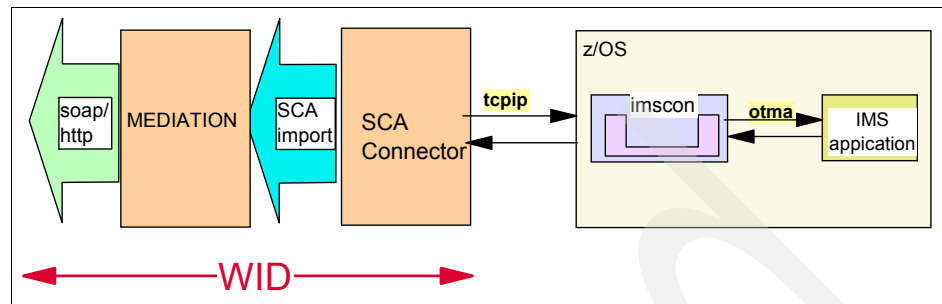 z/OS
soap/
http
MEDIATION
SCA
import
SCA
Connector
tcpip
imscon
otma
IMS
appication
WID